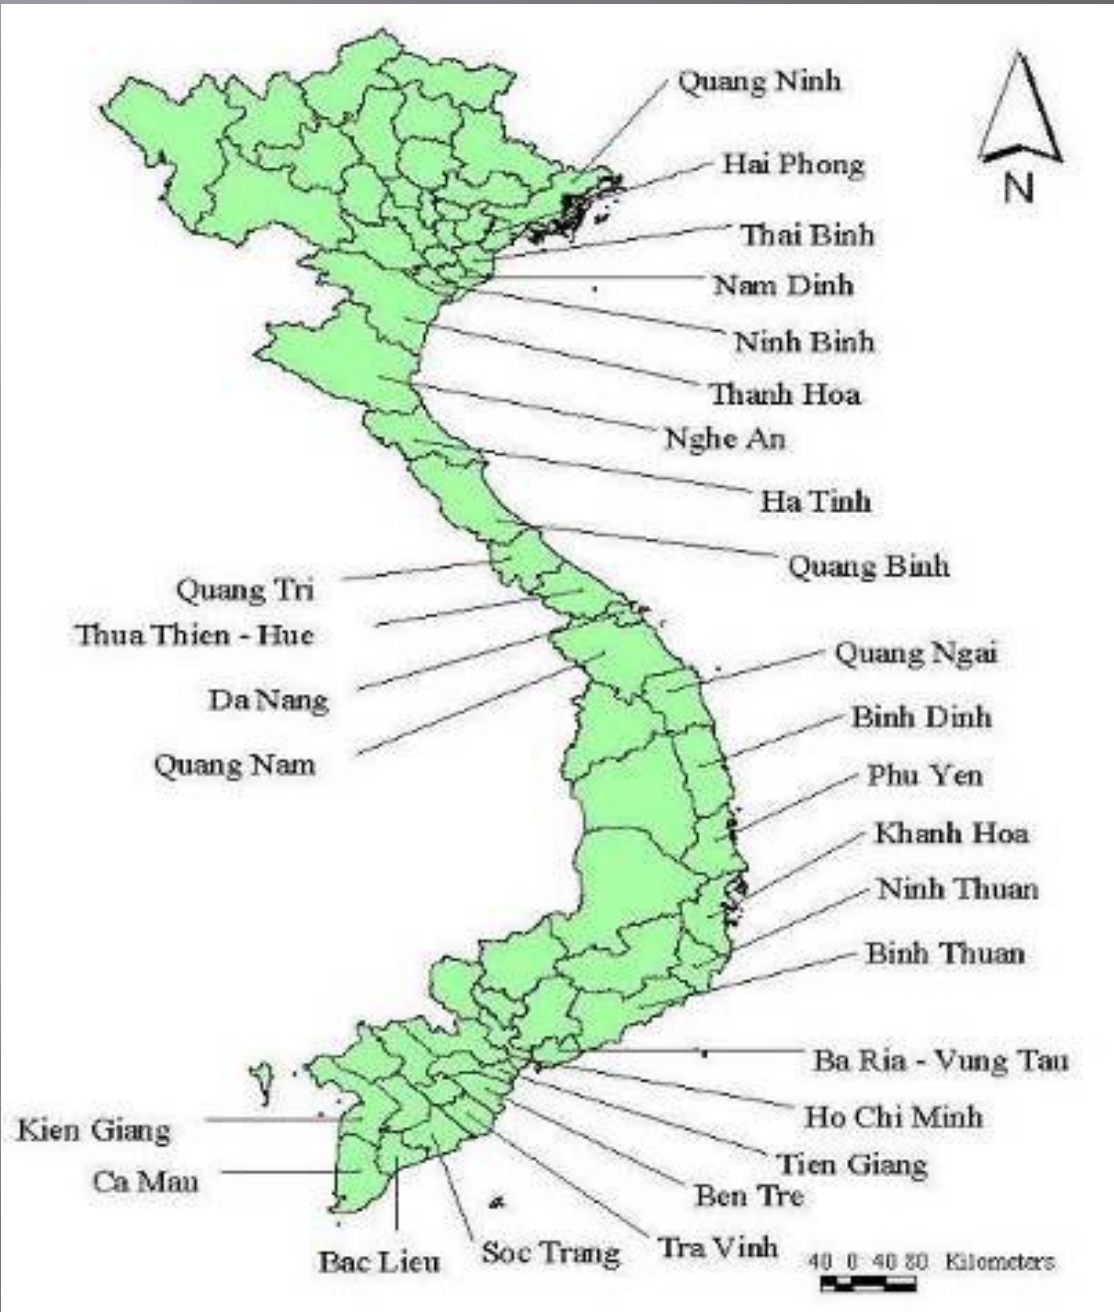 Quang Ninh
Hai Phong
N
Thai Binh
Nam Dinh
Ninh Binh
Thanh Hoa
Nghe An
Ha Tinh
Quang Binh
Quang Tri
Thua Thien - Hue
Quang Ngai
Da Nang
Binh Dinh
Quang Nam
Phu Yen
Khanh Hoa
Ninh Thuan
Binh Thuan
Ba Ria - Vung Tau
Ho Chi Minh
Kien Giang
Tien Giang
Ca Mau
Ben Tre
Tra Vinh
Soc Trang
Bac Lieu
40 0 40 80 Kilometers